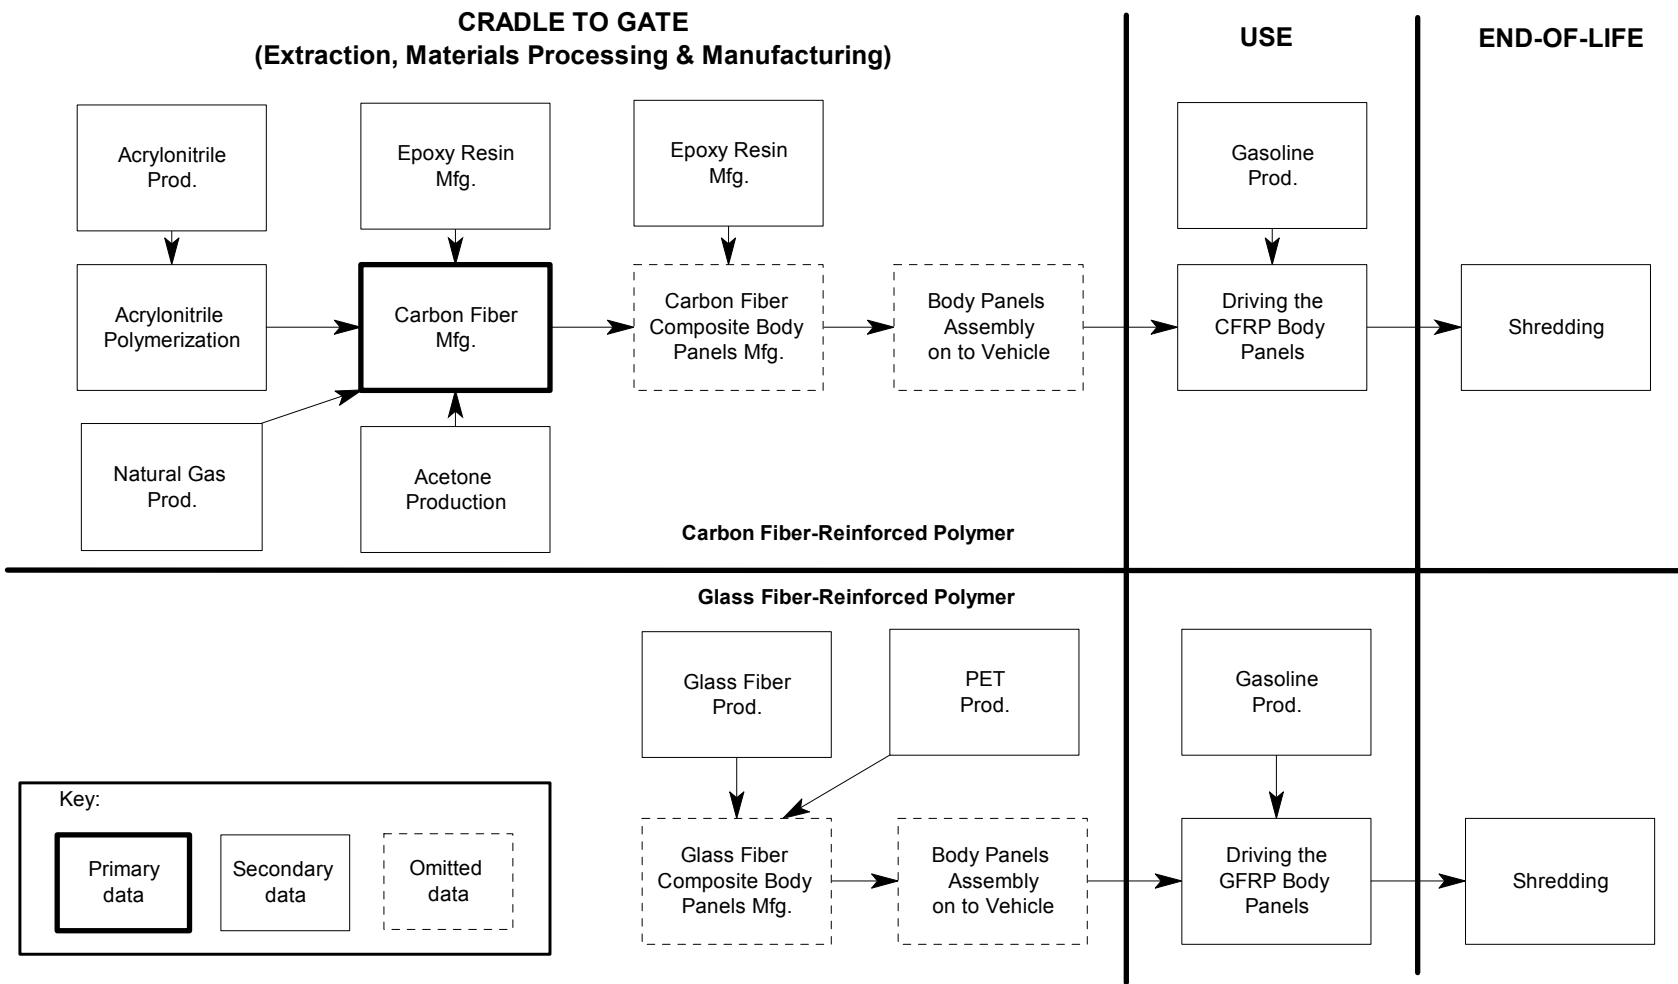 CRADLE TO GATE
(Extraction, Materials Processing & Manufacturing)
USE
END-OF-LIFE
Acrylonitrile
Prod.
Epoxy Resin
Mfg.
Epoxy Resin
Mfg.
Gasoline
Prod.
Acrylonitrile
Polymerization
Carbon Fiber
Mfg.
Carbon Fiber
Composite Body
Panels Mfg.
Body Panels
Assembly
on to Vehicle
Driving the
CFRP Body
Panels
Shredding
Natural Gas
Prod.
Acetone
Production
Carbon Fiber-Reinforced Polymer
Glass Fiber-Reinforced Polymer
Glass Fiber
Prod.
PET
Prod.
Gasoline
Prod.
Glass Fiber
Composite Body
Panels Mfg.
Body Panels
Assembly
on to Vehicle
Driving the
GFRP Body
Panels
Shredding
Key:
Primary
data
Secondary
data
Omitted
data